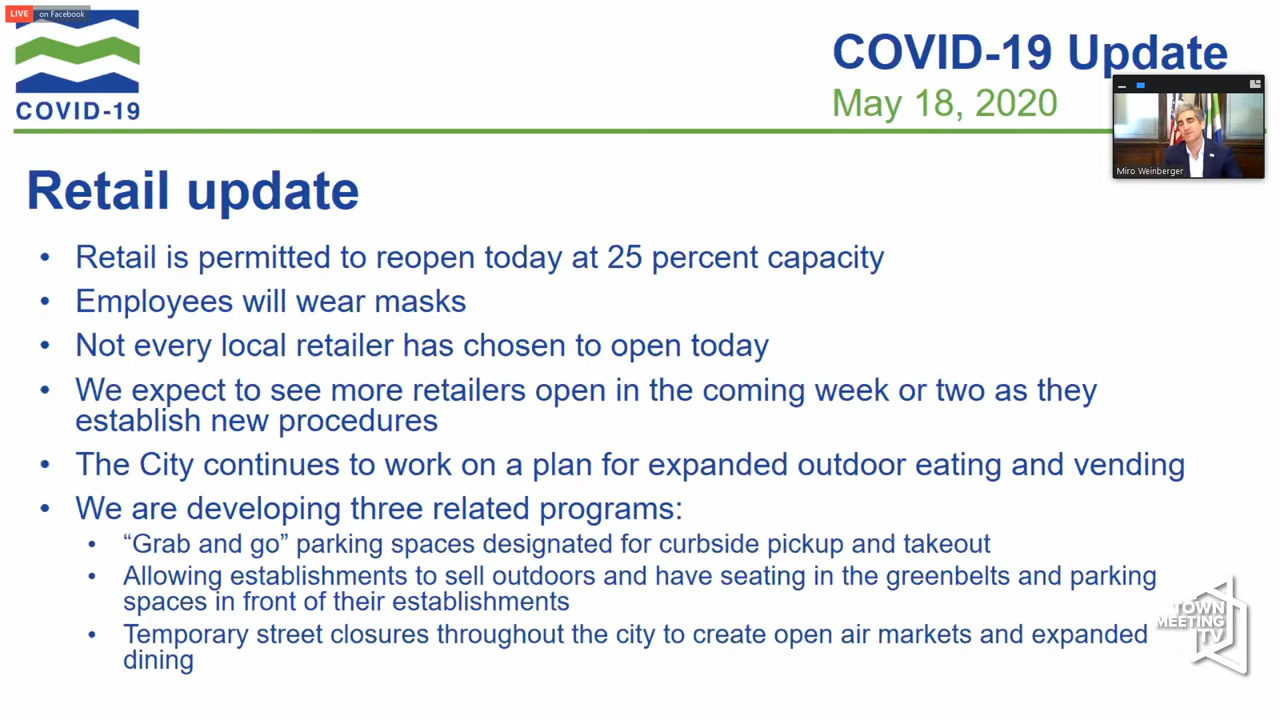 LIVE on Facebook
COVID-19
COVID-19 Update
May 18, 2020
Miro Weinberger
Retail update
• Retail is permitted to reopen today at 25 percent capacity
• Employees will wear masks
• Not every local retailer has chosen to open today
• We expect to see more retailers open in the coming week or two as they
establish new procedures
• The City continues to work on a plan for expanded outdoor eating and vending
• We are developing three related programs:
• “Grab and go” parking spaces designated for curbside pickup and takeout
• Allowing establishments to sell outdoors and have seating in the greenbelts and parking
spaces in front of their establishments
• Temporary street closures throughout the city to create open air markets and expanded
dining
TOWN
MEETING
TV